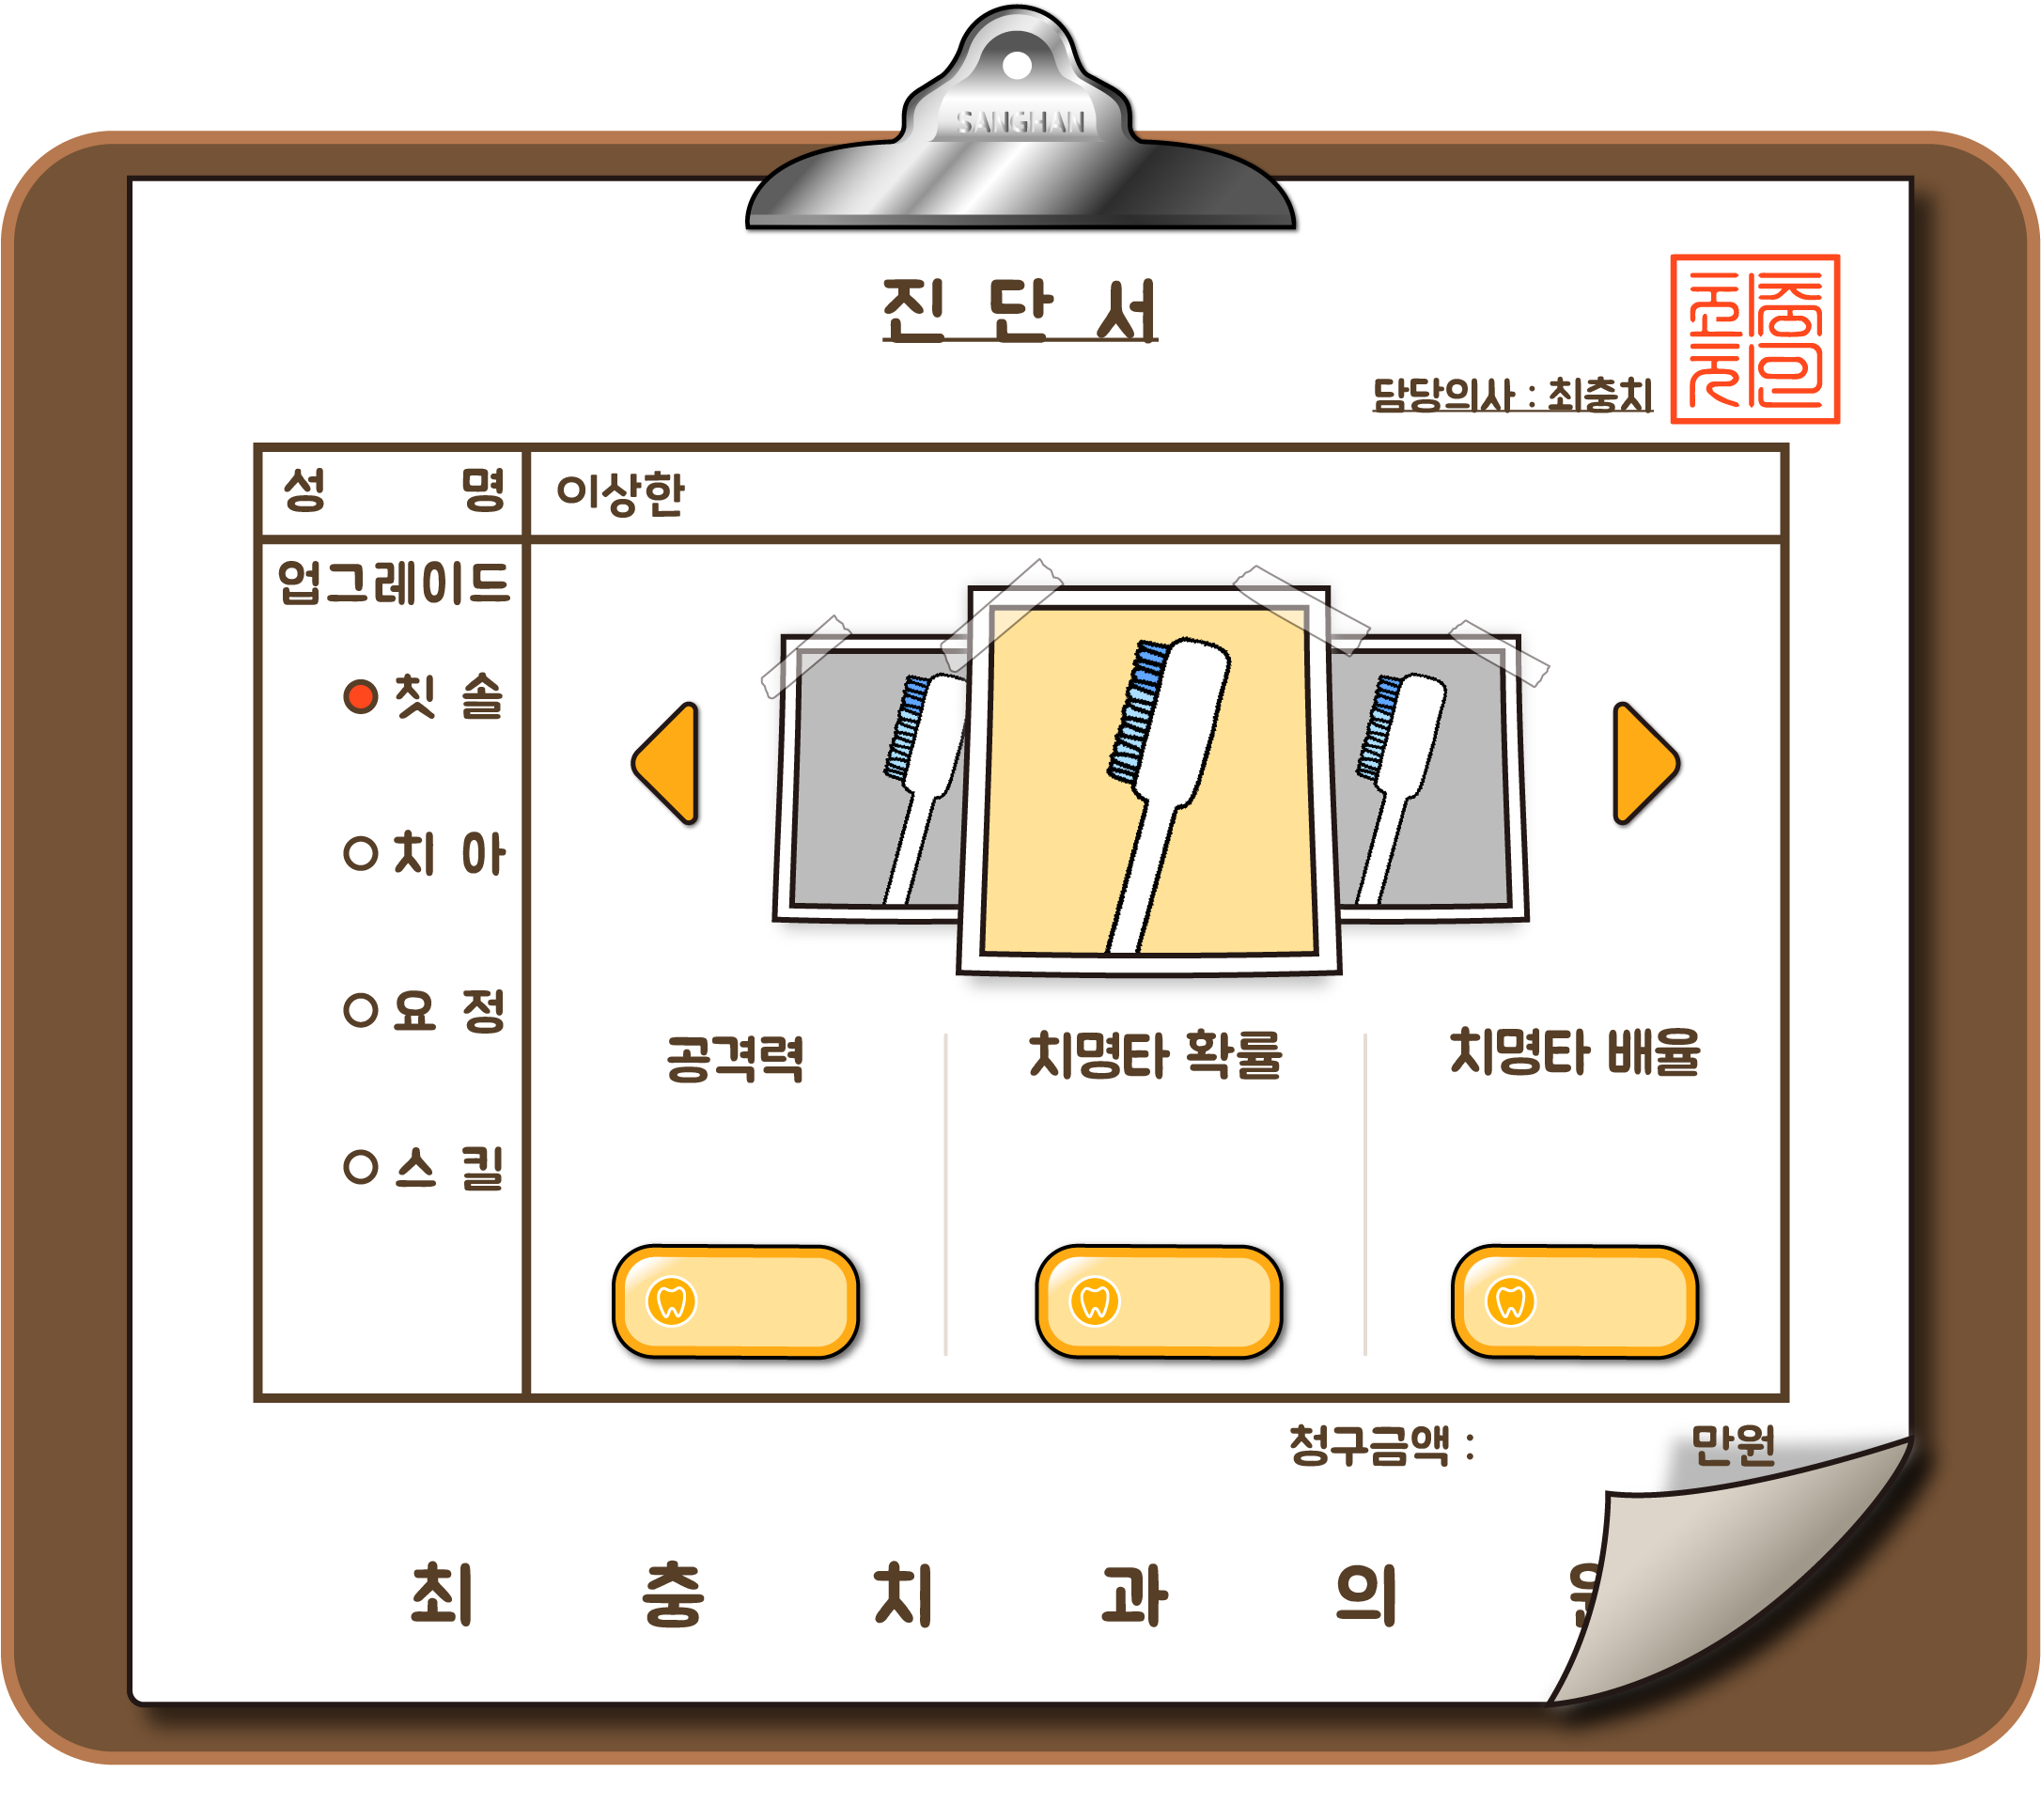 SANGHAN
진 단 서
담당의사 : 최충치
성 명
이상한
업그레이드
칫 솔
치 아
요 정
스 킬
공격력
치명타 확률
치명타 배율
청구금액 : 만원
최 충 치 과 의